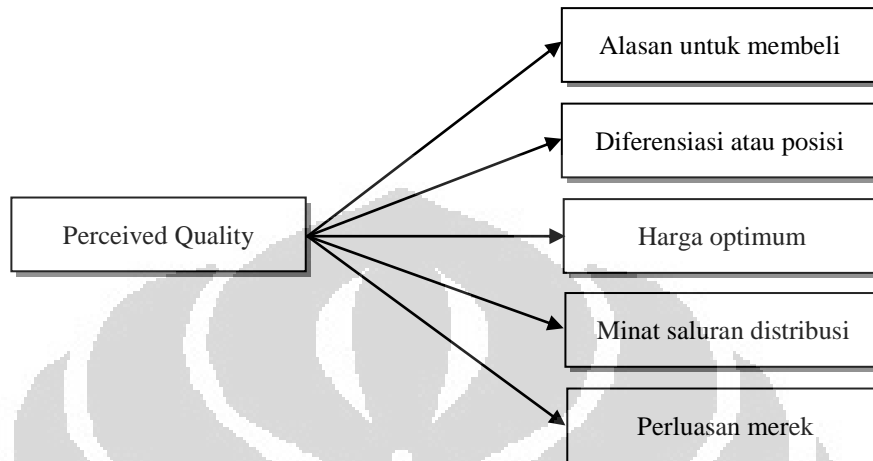 Alasan untuk membeli
Diferensiasi atau posisi
Perceived Quality
Harga optimum
Minat saluran distribusi
Perluasan merek